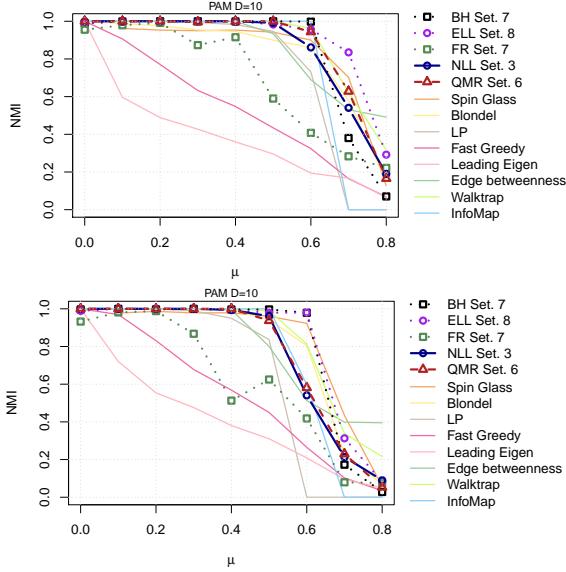 PAM D=10
NMI
1.0
0.8
0.6
0.4
0.2
0.0
0.0 0.2 0.4 0.6 0.8
μ
BH Set. 7
ELL Set. 8
FR Set. 7
NLL Set. 3
QMR Set. 6
Spin Glass
Blondel
LP
Fast Greedy
Leading Eigen
Edge betweenness
Walktrap
InfoMap
PAM D=10
NMI
1.0
0.8
0.6
0.4
0.2
0.0
0.0 0.2 0.4 0.6 0.8
μ
BH Set. 7
ELL Set. 8
FR Set. 7
NLL Set. 3
QMR Set. 6
Spin Glass
Blondel
LP
Fast Greedy
Leading Eigen
Edge betweenness
Walktrap
InfoMap